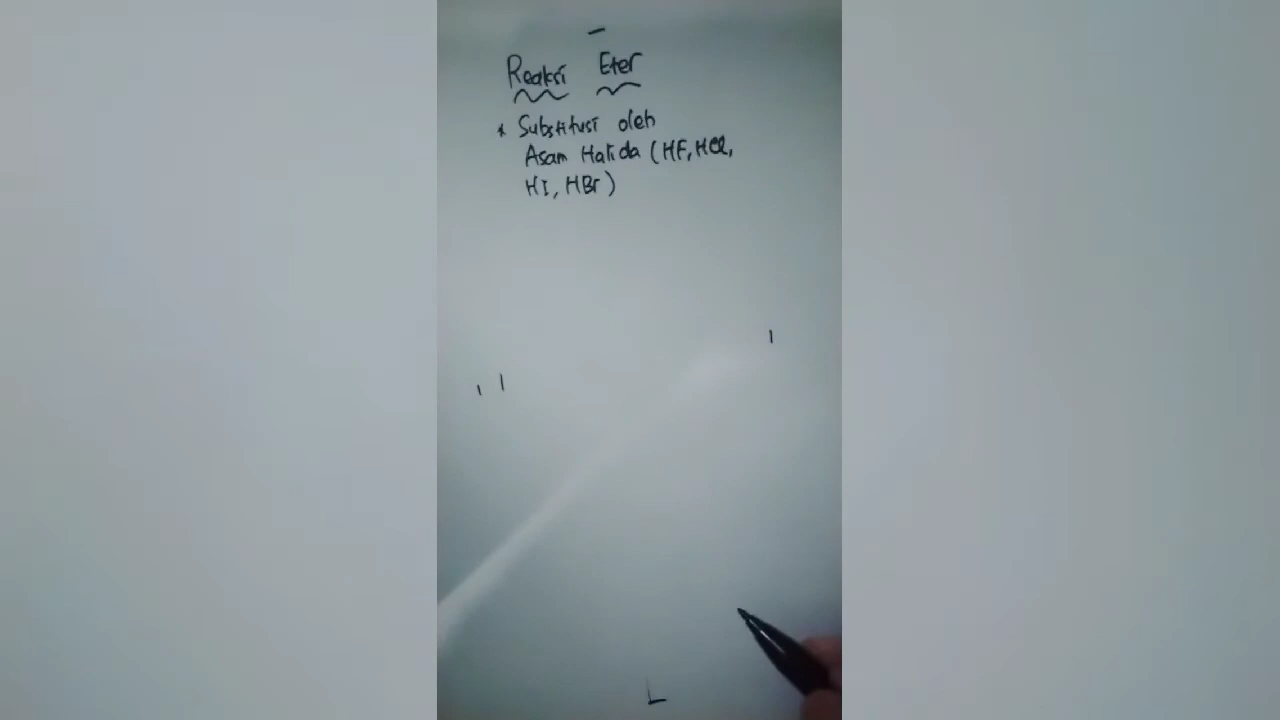 Reaksi Eter
* Substitusi oleh
Asam Halida (HF, HCl,
HI, HBr)